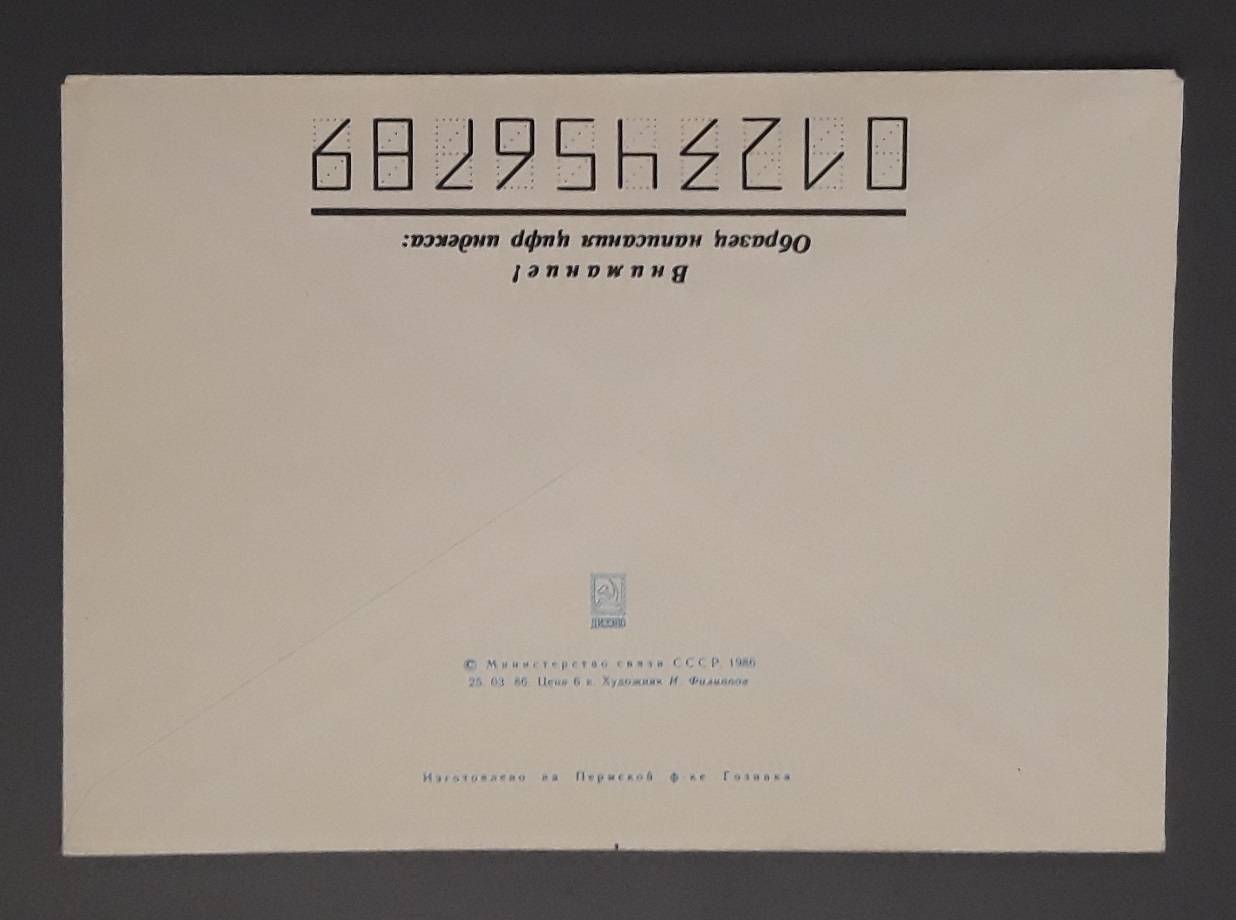 Внимание!
Образец написания цифр индекса:
0123456789
© Министерство связи СССР. 1986
25. 03. 86. Цена 6 к. Художник И. Филиппов
Изготовлено на Пермской ф-ке Гознака